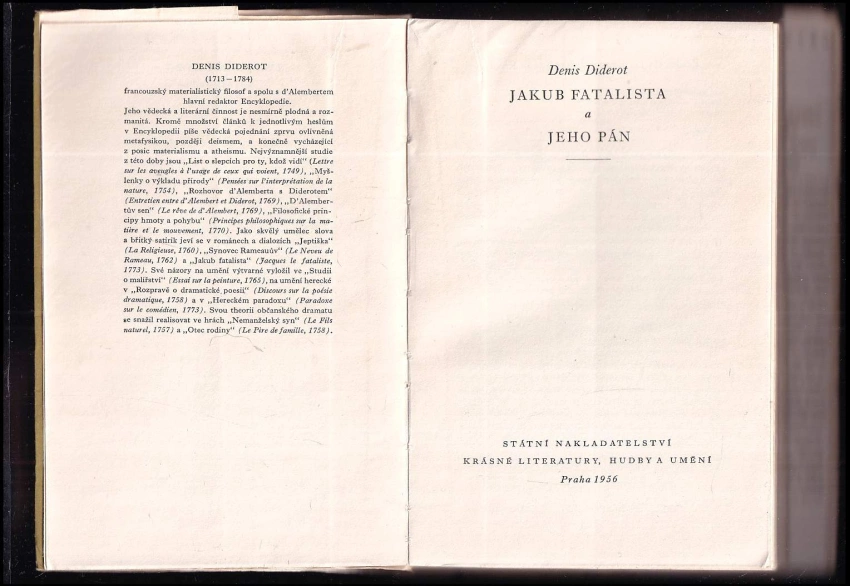 DENIS DIDEROT
(1713—1784)
francouzský materialistický filosof a spolu s d'Alembertem
hlavní redaktor Encyklopedie.
Jeho vědecká a literární činnost je nesmírně plodná a roz-
manitá. Kromě množství článků k jednotlivým heslům
v Encyklopedii píše vědecká pojednání zprvu ovlivněná
metafysikou, později deismem, a konečně vycházející
z posic materialismu a atheismu. Nejvýznamnější studie
z této doby jsou „List o slepcích pro ty, kdož vidí" (Lettre
sur les aveugles à l'usage de ceux qui voient, 1749), „Myš-
lenky o výkladu přírody" (Pensées sur l'interprétation de la
nature, 1754), „Rozhovor d'Alemberta s Diderotem"
(Entretien entre d'Alembert et Diderot, 1769), „D'Alember-
tův sen" (Le rêve de d'Alembert, 1769), „Filosofické prin-
cipy hmoty a pohybu" (Principes philosophiques sur la ma-
tière et le mouvement, 1770). Jako skvělý umělec slova
a břitký satirik jeví se v románech a dialozích „Jeptiška"
(La Religieuse, 1760), „Synovec Rameauův" (Le Neveu de
Rameau, 1762) a „Jakub fatalista" (Jacques le fataliste,
1773). Své názory na umění výtvarné vyložil ve „Studii
o malířství" (Essai sur la peinture, 1765), na umění herecké
v „Rozpravě o dramatické poesii" (Discours sur la poésie
dramatique, 1758) a v „Hereckém paradoxu" (Paradoxe
sur le comédien, 1773). Svou theorii občanského dramatu
se snažil realisovat ve hrách „Nemanželský syn" (Le Fils
naturel, 1757) a „Otec rodiny" (Le Père de famille, 1758).
Denis Diderot
JAKUB FATALISTA
a
JEHO PÁN
STÁTNÍ NAKLADATELSTVÍ
KRÁSNÉ LITERATURY, HUDBY A UMĚNÍ
Praha 1956